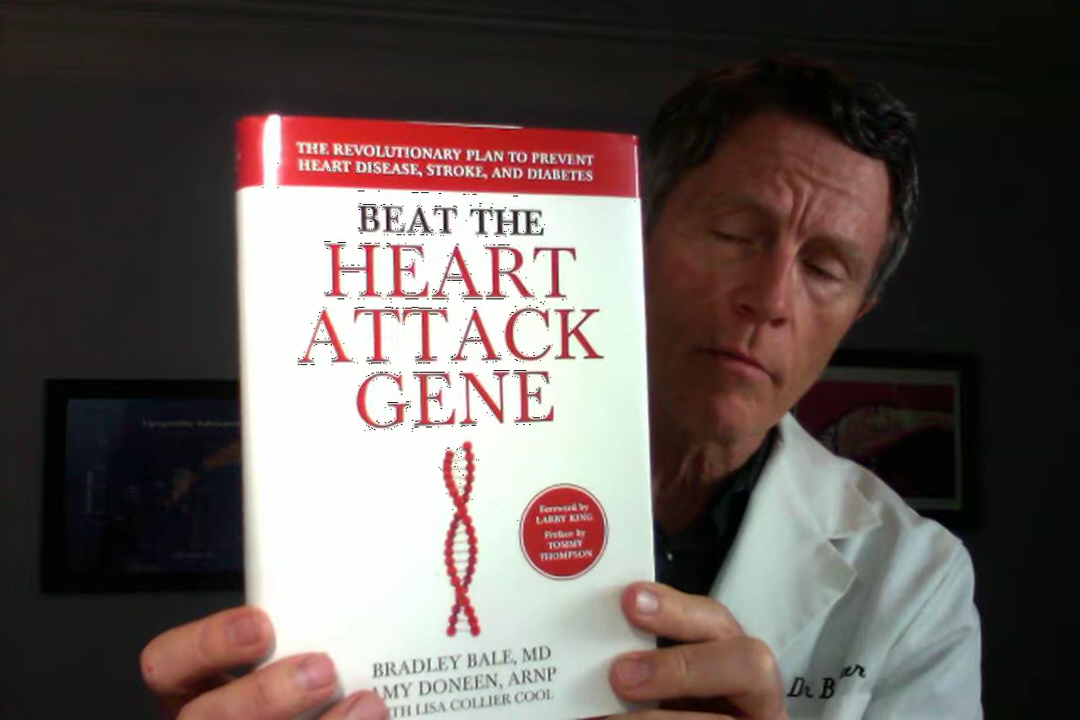 THE REVOLUTIONARY PLAN TO PREVENT
HEART DISEASE, STROKE, AND DIABETES
BEAT THE
HEART
ATTACK
GENE
Foreword by
LARRY KING
Preface by
TOMMY
THOMPSON
BRADLEY BALE, MD
AMY DONEEN, ARNP
LISA COLLIER COOL
Dr. B